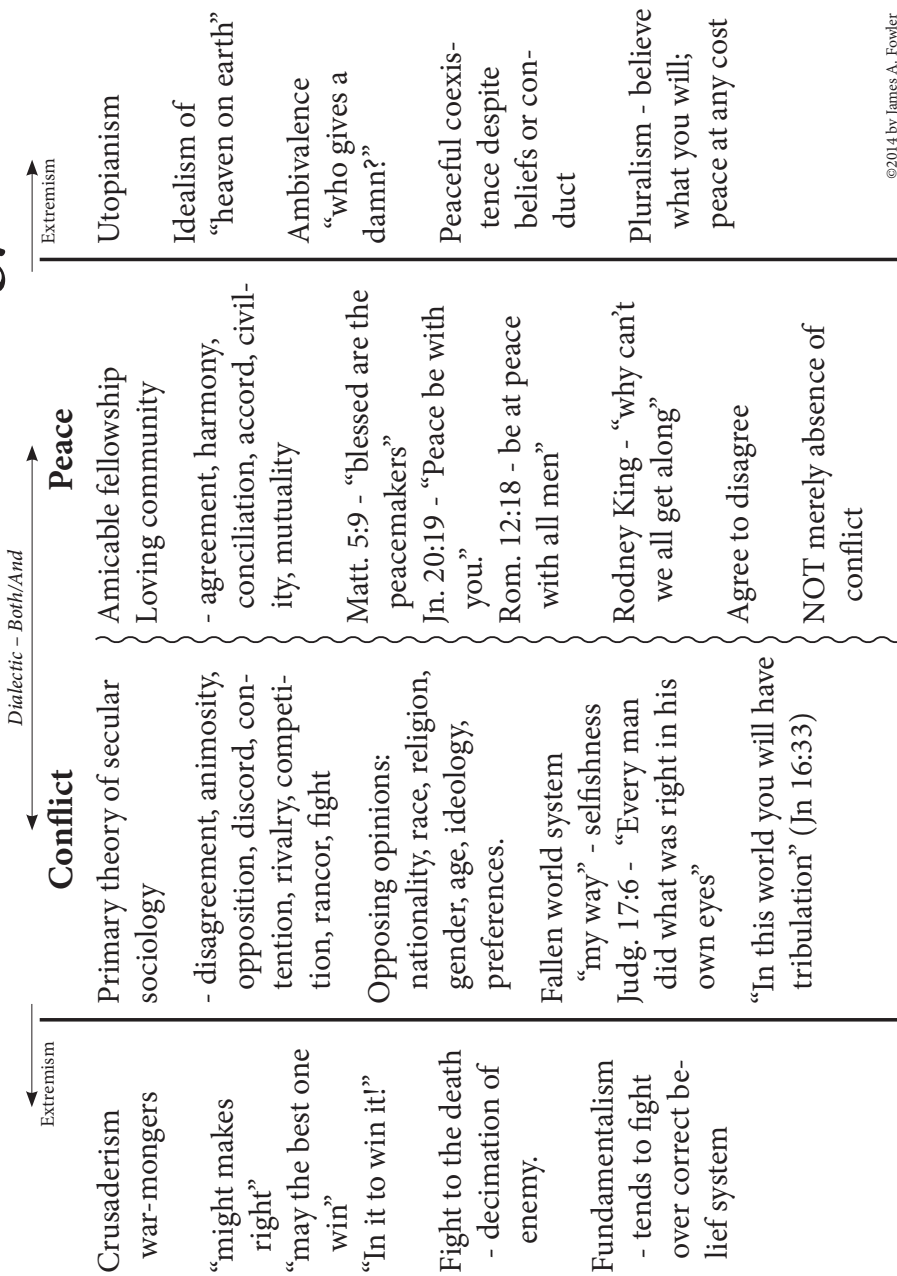 Dialectic – Both/And
Extremism
Conflict
Peace
Extremism
Crusaderism
war-mongers
“might makes
right”
“may the best one
win”
“In it to win it!”
Fight to the death
- decimation of
enemy.
Fundamentalism
- tends to fight
over correct be-
lief system
Primary theory of secular
sociology
- disagreement, animosity,
opposition, discord, con-
tention, rivalry, competi-
tion, rancor, fight
Opposing opinions:
nationality, race, religion,
gender, age, ideology,
preferences.
Fallen world system
“my way” - selfishness
Judg. 17:6 - “Every man
did what was right in his
own eyes”
“In this world you will have
tribulation” (Jn 16:33)
Amicable fellowship
Loving community
- agreement, harmony,
conciliation, accord, civil-
ity, mutuality
Matt. 5:9 - “blessed are the
peacemakers”
Jn. 20:19 - “Peace be with
you.”
Rom. 12:18 - be at peace
with all men”
Rodney King - “why can’t
we all get along”
Agree to disagree
NOT merely absence of
conflict
Utopianism
Idealism of
“heaven on earth”
Ambivalence
“who gives a
damn?”
Peaceful coexis-
tence despite
beliefs or con-
duct
Pluralism - believe
what you will;
peace at any cost
©2014 by James A. Fowler